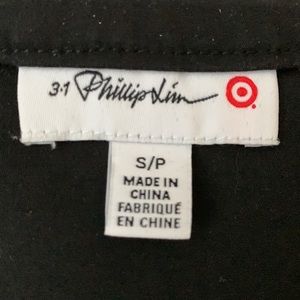 3.1 Phillip Lim
S/P
MADE IN
CHINA
FABRIQUÉ
EN CHINE